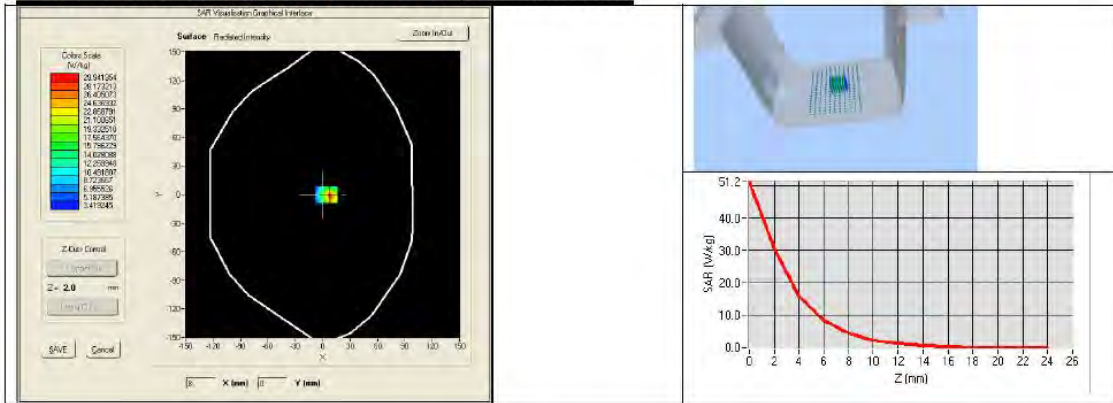 SAR Visualisation Graphical Interface
Surface Radiated Intensity
Zoom In/Out
Colors Scale
(W/kg)
29.941354
28.173213
26.405073
24.636932
22.868791
21.100651
19.332510
17.564370
15.796229
14.028088
12.259948
10.491807
8.723667
6.955526
5.187385
3.419245
150
120
90
60
30
0
-30
-60
-90
-120
-150
Y
-150 -120 -90 -60 -30 0 30 60 90 120 150
X
Z-Cut> Control
Z = 2.0 mm
SAVE Cancel
8 X (mm) 0 Y (mm)
51.2
40.0
30.0
20.0
10.0
0.0
SAR (W/kg)
0 2 4 6 8 10 12 14 16 18 20 22 24 26
Z (mm)